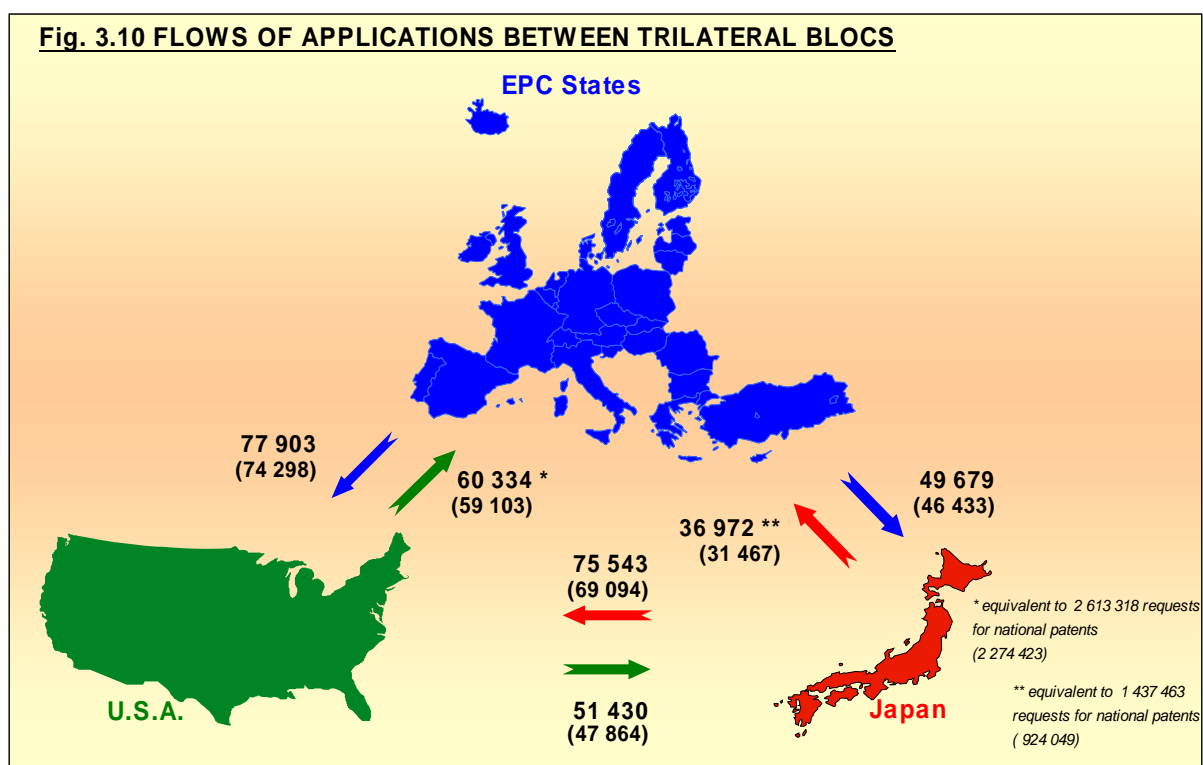 Fig. 3.10 FLOWS OF APPLICATIONS BETWEEN TRILATERAL BLOCS
EPC States
77 903
(74 298)
60 334 *
(59 103)
49 679
(46 433)
36 972 **
(31 467)
75 543
(69 094)
* equivalent to 2 613 318 requests
for national patents
(2 274 423)
** equivalent to 1 437 463
requests for national patents
( 924 049)
U.S.A.
51 430
(47 864)
Japan